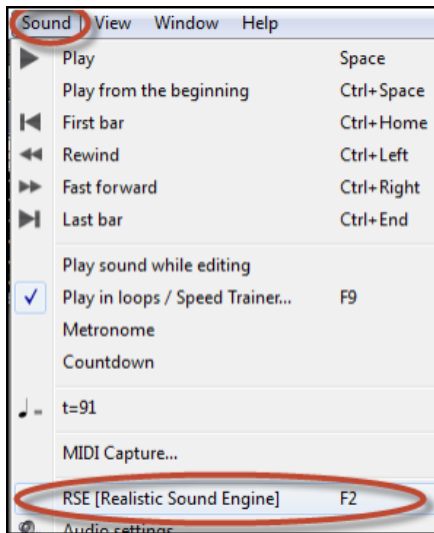 Sound View Window Help
Play Space
Play from the beginning Ctrl+Space
First bar Ctrl+Home
Rewind Ctrl+Left
Fast forward Ctrl+Right
Last bar Ctrl+End
Play sound while editing
Play in loops / Speed Trainer... F9
Metronome
Countdown
t=91
MIDI Capture...
RSE [Realistic Sound Engine] F2
Audio settings